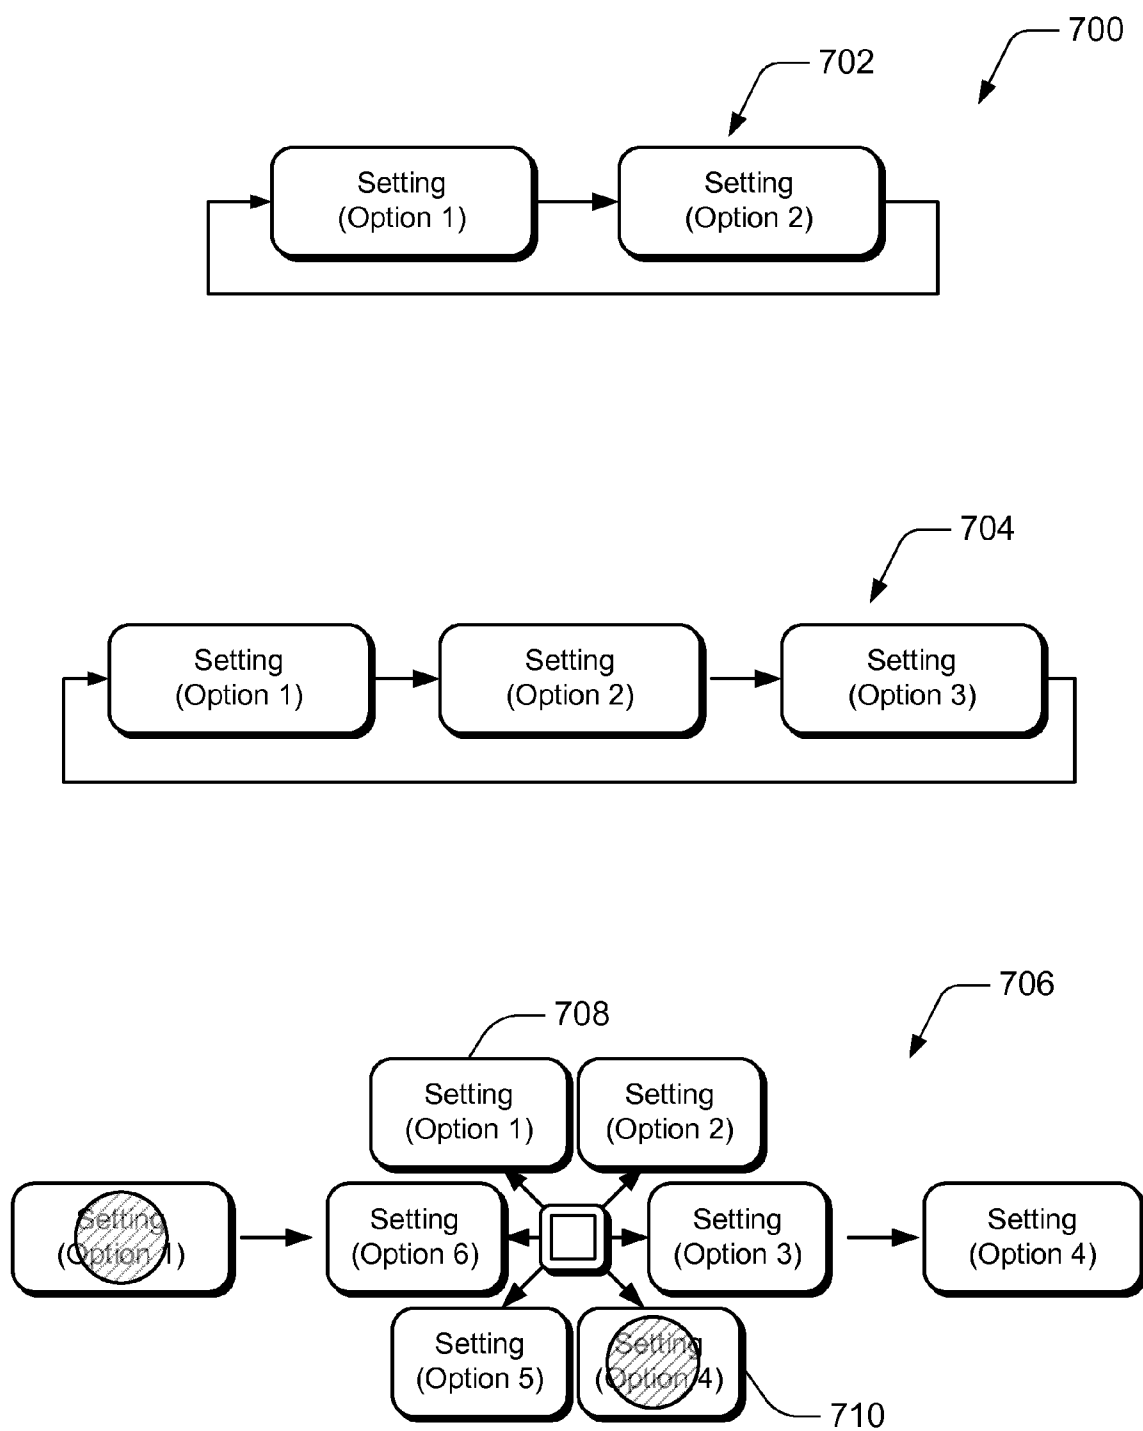 700
702
Setting
(Option 1)
Setting
(Option 2)
704
Setting
(Option 1)
Setting
(Option 2)
Setting
(Option 3)
706
708
Setting
(Option 1)
Setting
(Option 2)
Setting
(Option 1)
Setting
(Option 6)
Setting
(Option 3)
Setting
(Option 4)
Setting
(Option 5)
Setting
(Option 4)
710